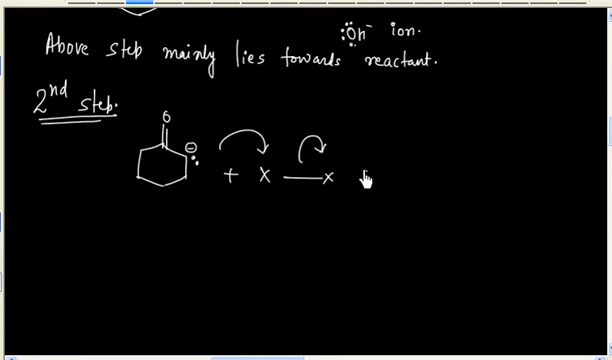 :ÖH⁻ ion.
Above step mainly lies towards reactant.
2nd step.
O
⊖
+ X — X